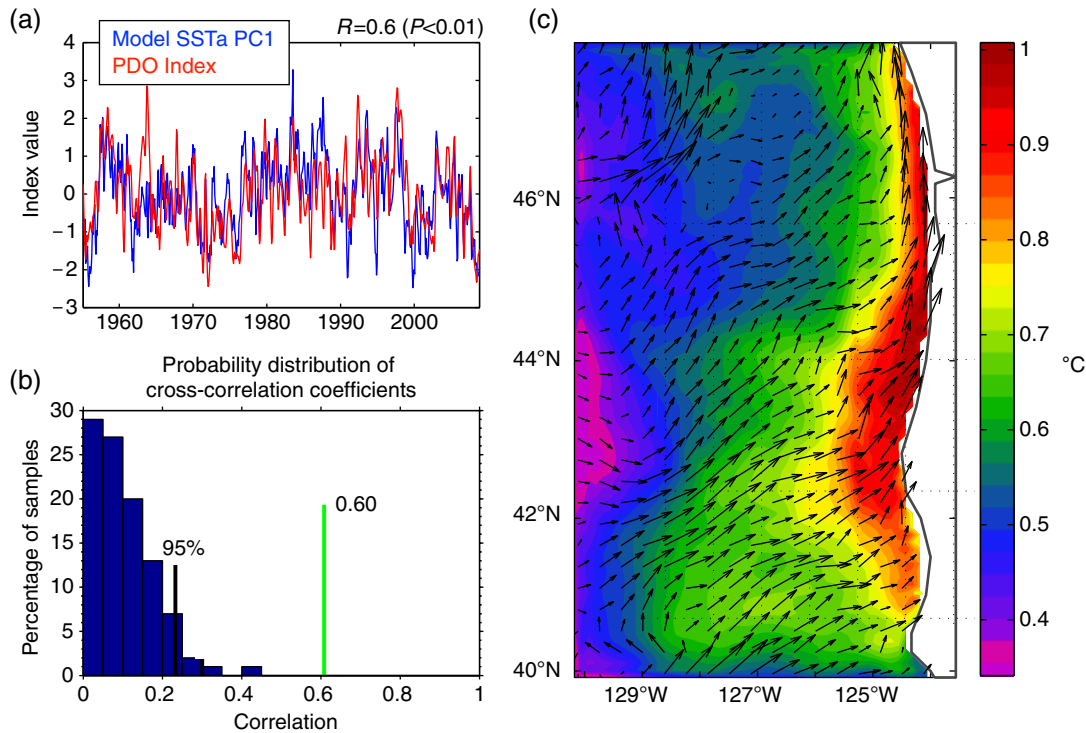 (a)
R=0.6 (P<0.01)
Model SSTa PC1
PDO Index
Index value
4
3
2
1
0
−1
−2
−3
1960
1970
1980
1990
2000
(b)
Probability distribution of
cross-correlation coefficients
Percentage of samples
30
25
20
15
10
5
0
95%
0.60
0
0.2
0.4
0.6
0.8
1
Correlation
(c)
46°N
44°N
42°N
40°N
129°W
127°W
125°W
1
0.9
0.8
0.7
0.6
0.5
0.4
°C